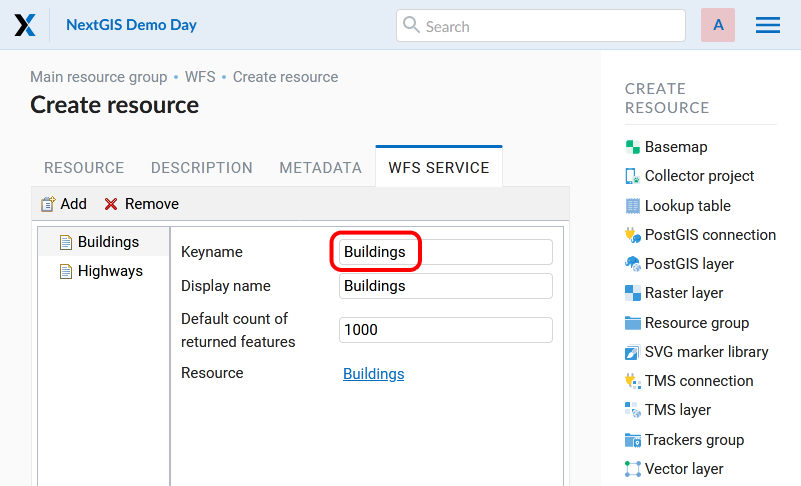 NextGIS Demo Day
Search
A
Main resource group • WFS • Create resource
Create resource
RESOURCE DESCRIPTION METADATA WFS SERVICE
Add Remove
Buildings
Highways
Keyname Buildings
Display name Buildings
Default count of
returned features 1000
Resource Buildings
CREATE
RESOURCE
Basemap
Collector project
Lookup table
PostGIS connection
PostGIS layer
Raster layer
Resource group
SVG marker library
TMS connection
TMS layer
Trackers group
Vector layer